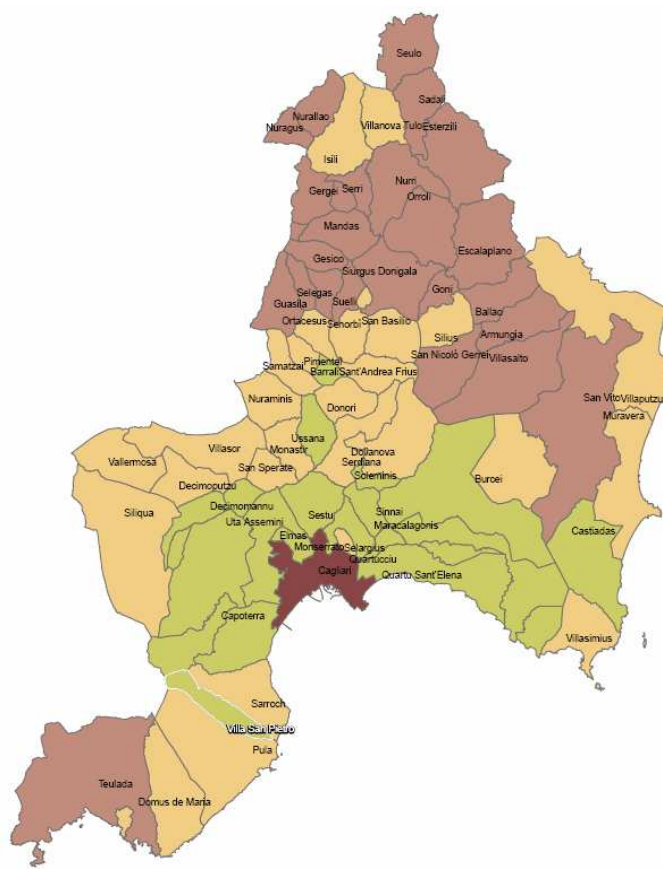 Seulo
Sadali
Nurallao
Nuragus
Villanova Tulo
Esterzili
Isili
Nurri
Gergei
Serri
Orroli
Mandas
Escalaplano
Gesico
Siurgus Donigala
Goni
Selegas
Guasila
Suelli
Ballao
Ortacesus
Senorbì
San Basilio
Silius
Armungia
San Nicolò Gerrei
Villasalto
Pimentel
Samatzai
Barrali
Sant'Andrea Frius
San Vito
Villaputzu
Nuraminis
Donori
Muravera
Ussana
Villasor
Monastir
Dolianova
Vallermosa
San Sperate
Serdiana
Soleminis
Burcei
Decimoputzu
Siliqua
Decimomannu
Sestu
Sinnai
Uta
Assemini
Maracalagonis
Castiadas
Elmas
Monserrato
Selargius
Quartucciu
Cagliari
Quartu Sant'Elena
Capoterra
Villasimius
Sarroch
Villa San Pietro
Pula
Teulada
Domus de Maria